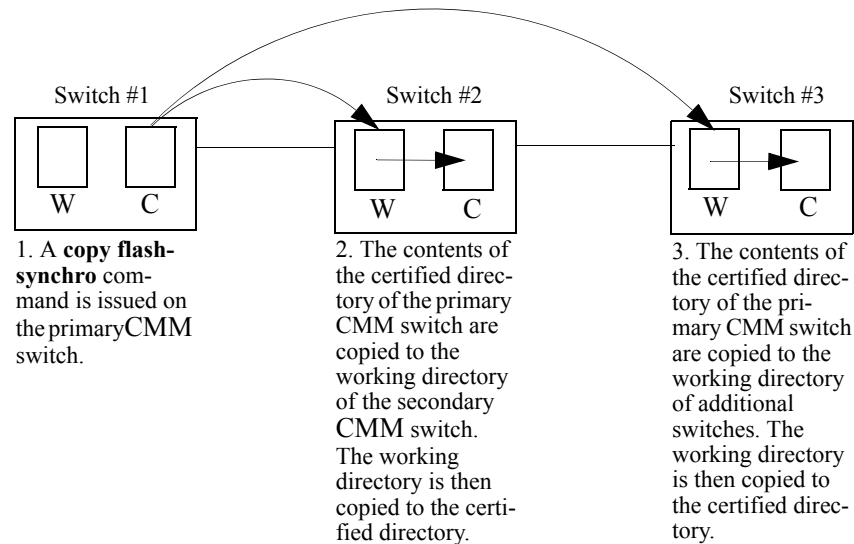 Switch #1
Switch #2
Switch #3
W
C
W
C
W
C
1. A copy flash-
synchro com-
mand is issued on
the primaryCMM
switch.
2. The contents of
the certified direc-
tory of the primary
CMM switch are
copied to the
working directory
of the secondary
CMM switch.
The working
directory is then
copied to the certi-
fied directory.
3. The contents of
the certified direc-
tory of the pri-
mary CMM switch
are copied to the
working directory
of additional
switches. The
working directory
is then copied to
the certified direc-
tory.